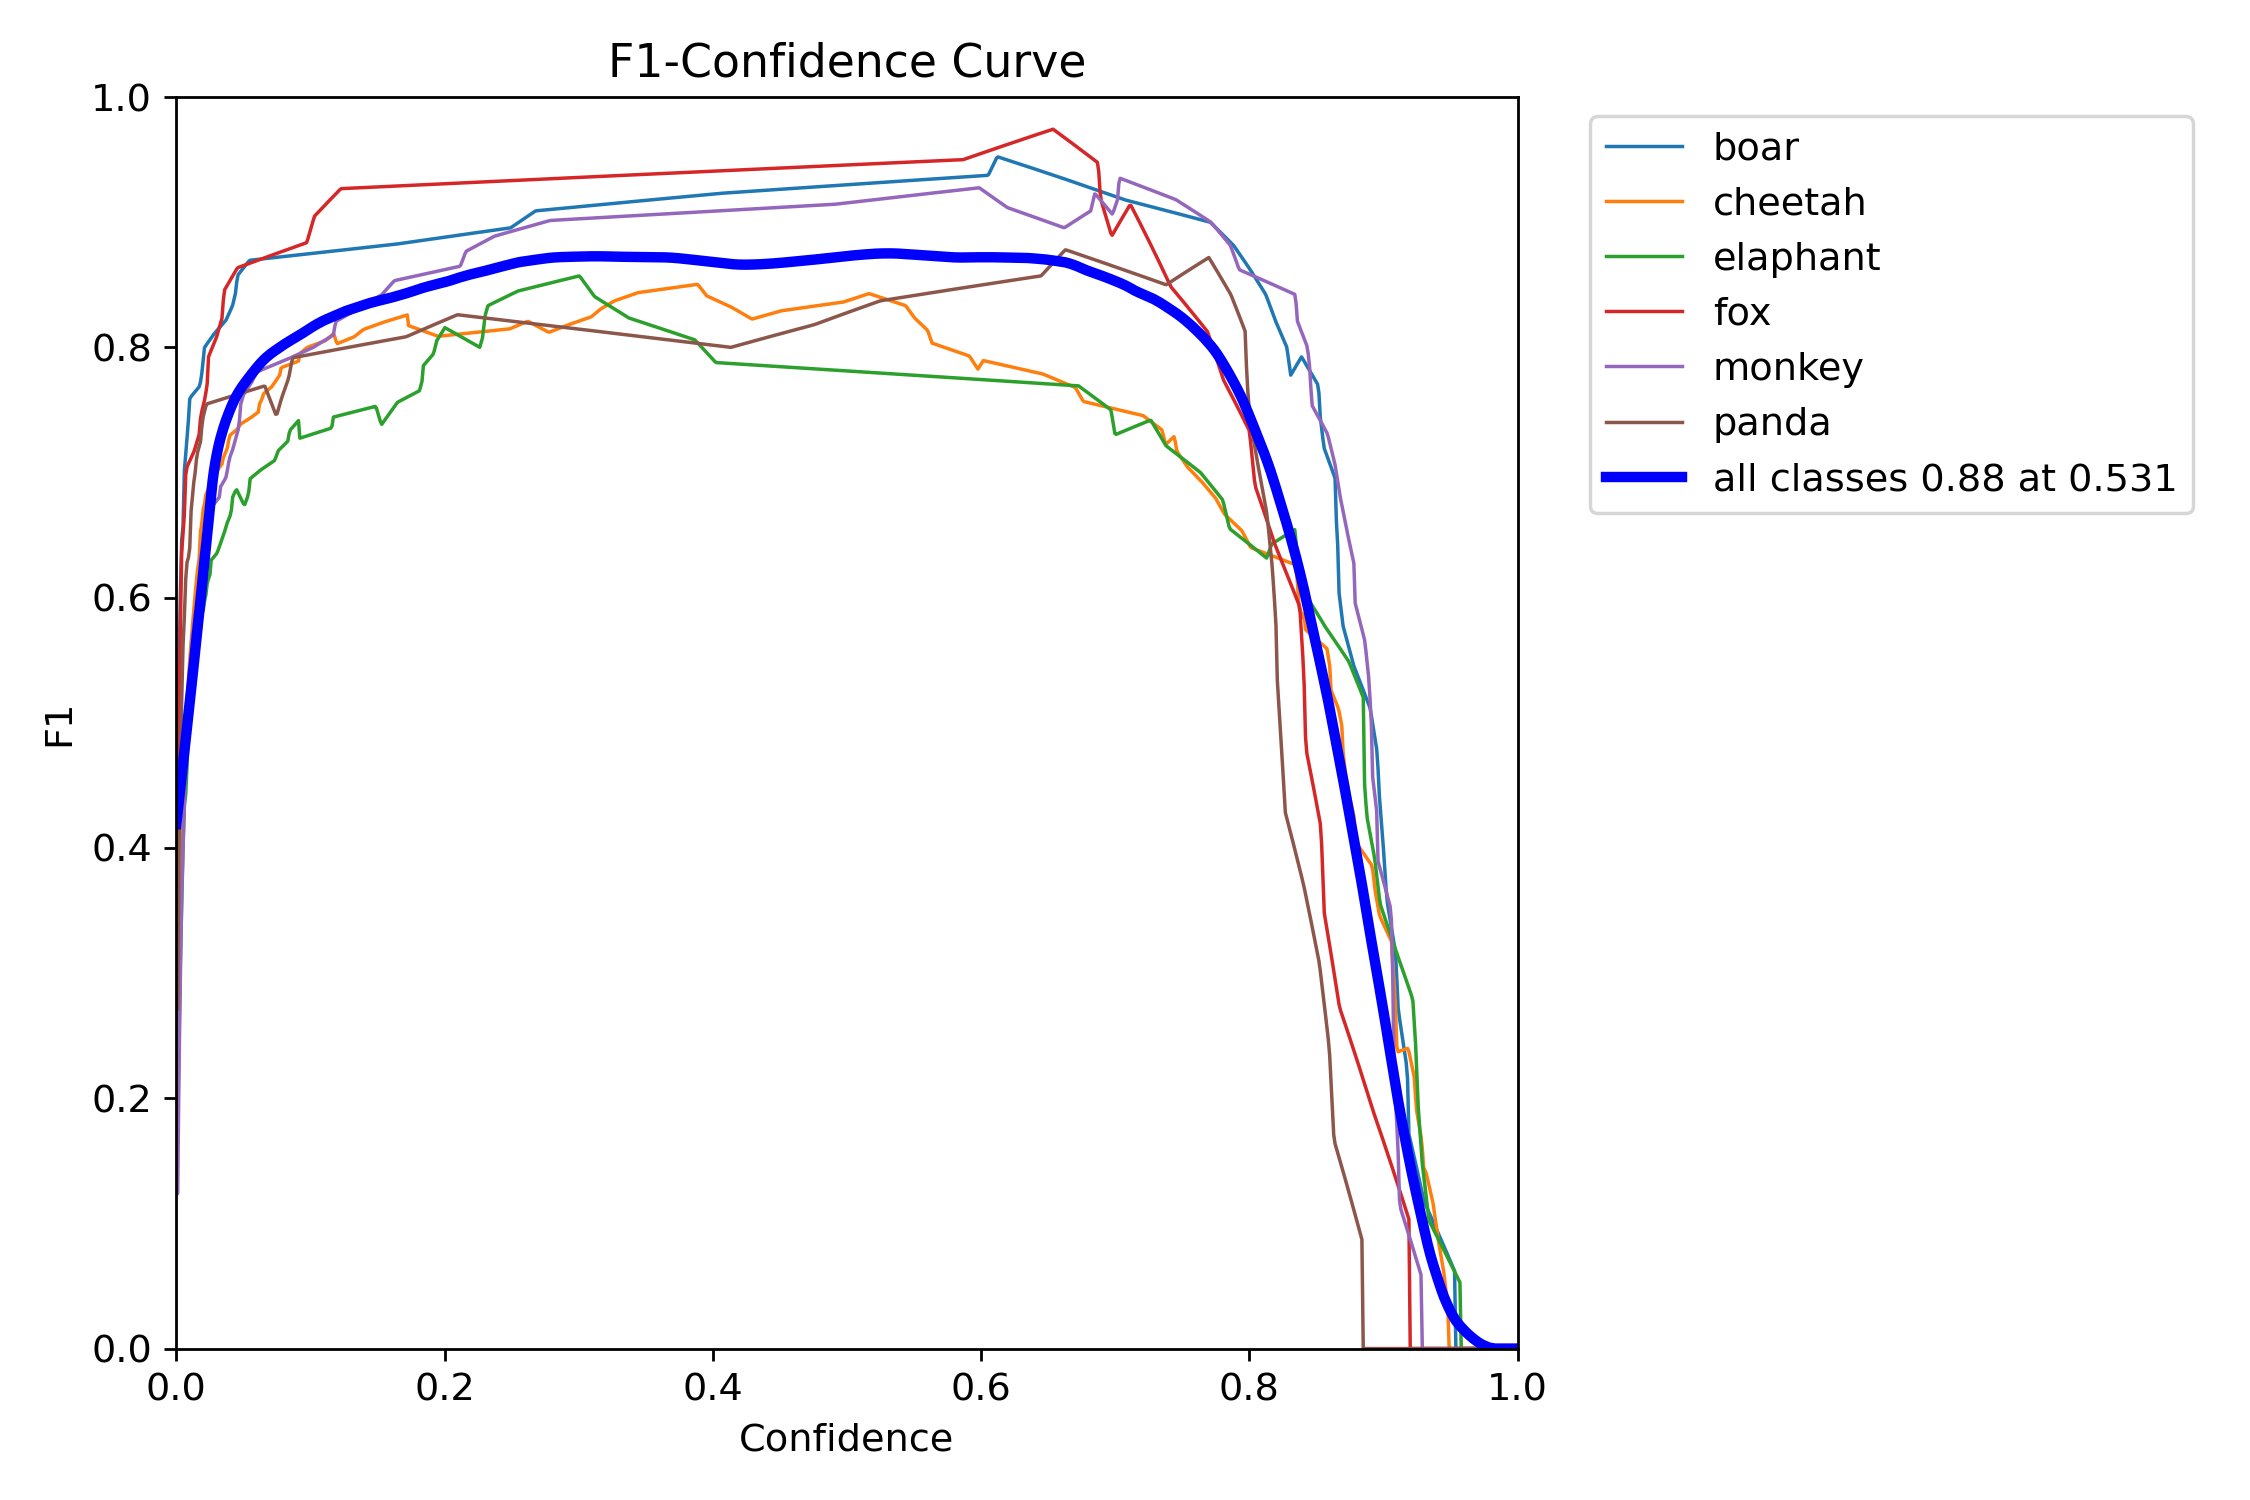 F1-Confidence Curve
1.0
0.8
0.6
0.4
0.2
0.0
F1
0.0 0.2 0.4 0.6 0.8 1.0
Confidence
boar
cheetah
elaphant
fox
monkey
panda
all classes 0.88 at 0.531